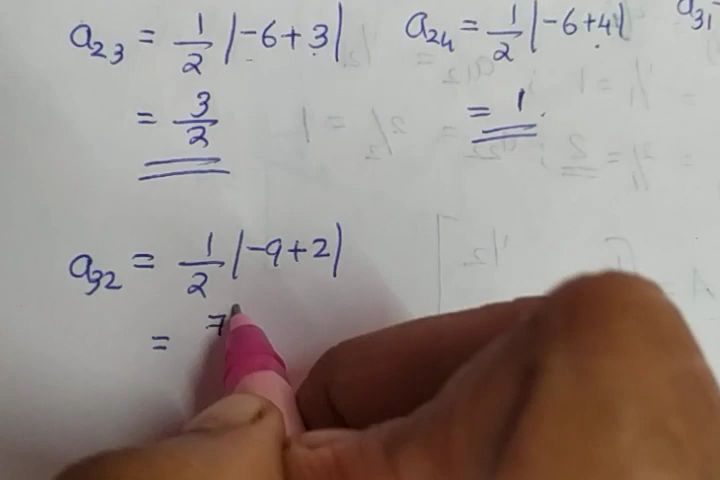 a₂₃ = 1/2 |-6+3|
a₂₄ = 1/2 |-6+4|
a₃₁
= 3/2
= 1.
a₃₂ = 1/2 |-9+2|
= 7